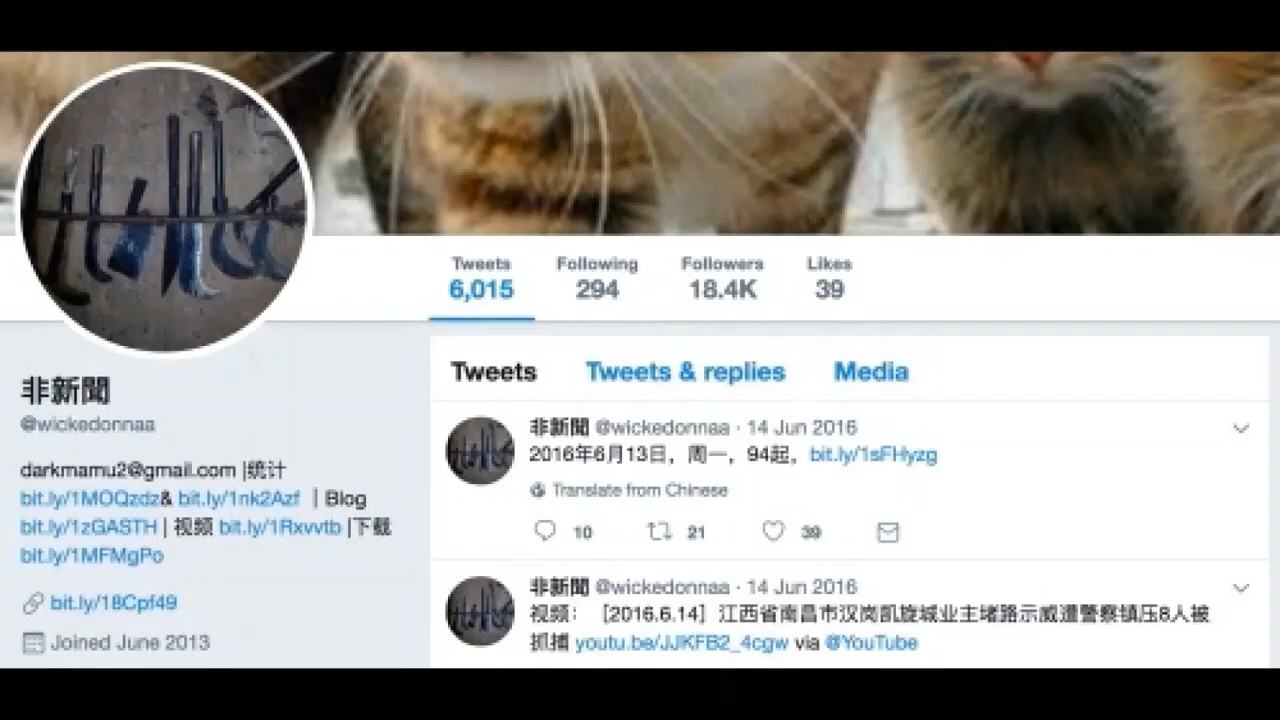 Tweets Following Followers Likes
6,015 294 18.4K 39
非新聞
@wickedonnaa
darkmamu2@gmail.com |统计
bit.ly/1MOQzdz& bit.ly/1nk2Azf | Blog
bit.ly/1zGASTH | 视频 bit.ly/1Rxvvtb |下载
bit.ly/1MFMgPo
bit.ly/18Cpf49
Joined June 2013
Tweets Tweets & replies Media
非新聞 @wickedonnaa · 14 Jun 2016
2016年6月13日，周一，94起，bit.ly/1sFHyzg
Translate from Chinese
10 21 39
非新聞 @wickedonnaa · 14 Jun 2016
视频：［2016.6.14］江西省南昌市汉岗凯旋城业主堵路示威遭警察镇压8人被
抓捕 youtu.be/JJKFB2_4cgw via @YouTube